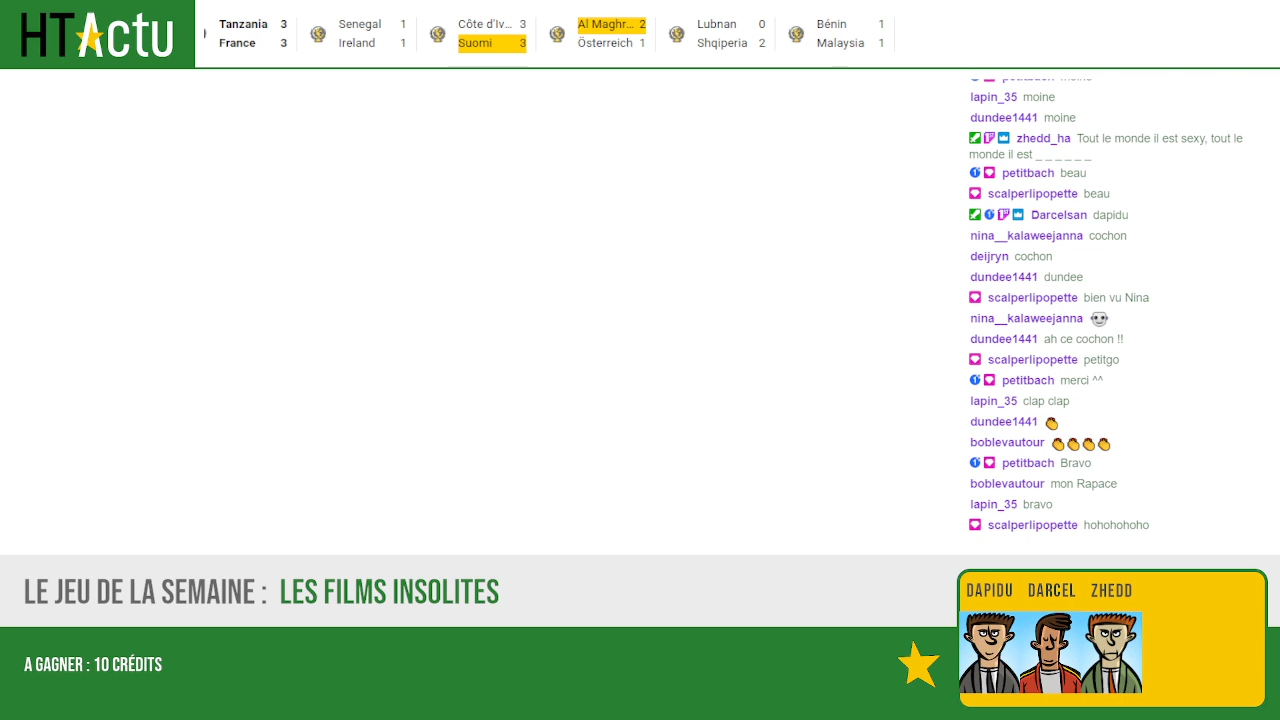 HTActu
Tanzania 3
France 3
Senegal 1
Ireland 1
Côte d'Iv... 3
Suomi 3
Al Maghr... 2
Österreich 1
Lubnan 0
Shqiperia 2
Bénin 1
Malaysia 1
petitbach moine
lapin_35 moine
dundee1441 moine
zhedd_ha Tout le monde il est sexy, tout le
monde il est _ _ _ _ _ _
petitbach beau
scalperlipopette beau
Darcelsan dapidu
nina__kalaweejanna cochon
deijryn cochon
dundee1441 dundee
scalperlipopette bien vu Nina
nina__kalaweejanna
dundee1441 ah ce cochon !!
scalperlipopette petitgo
petitbach merci ^^
lapin_35 clap clap
dundee1441
boblevautour
petitbach Bravo
boblevautour mon Rapace
lapin_35 bravo
scalperlipopette hohohohoho
LE JEU DE LA SEMAINE : LES FILMS INSOLITES
A GAGNER : 10 CRÉDITS
DAPIDU DARCEL ZHEDD